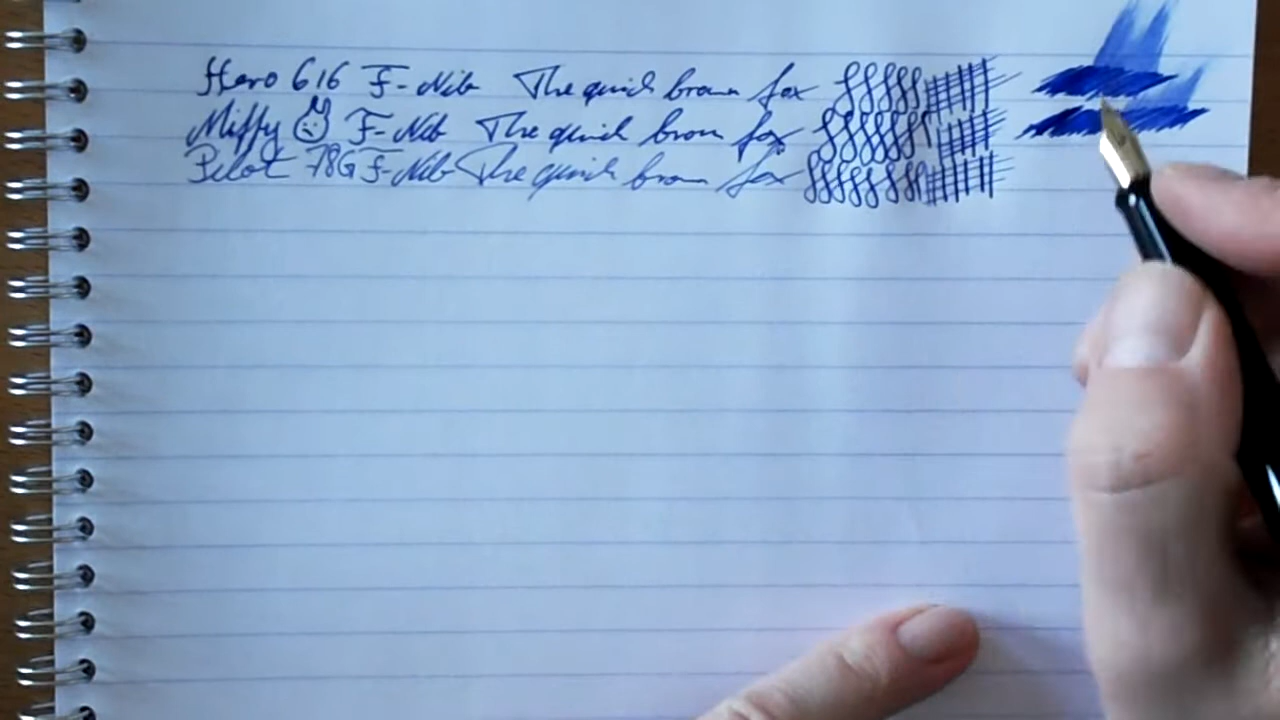 Hero 616 F-Nib The quick brown fox
Miffy F-Nib The quick brown fox
Pilot 78G F-Nib The quick brown fox